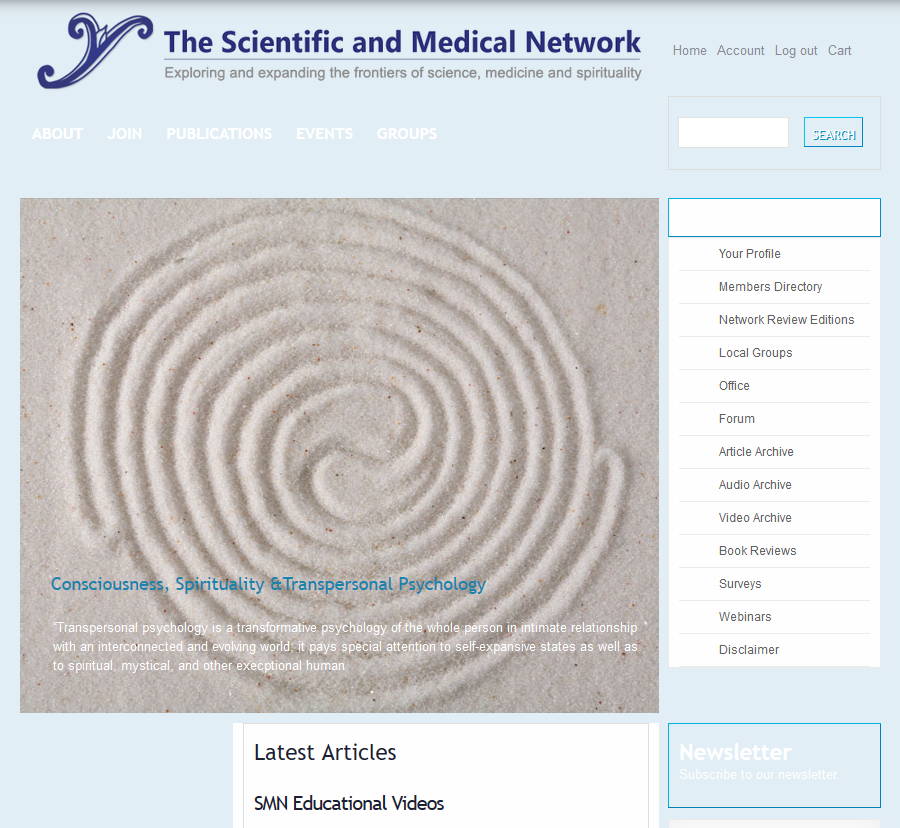 The Scientific and Medical Network
Exploring and expanding the frontiers of science, medicine and spirituality
Home Account Log out Cart
ABOUT JOIN PUBLICATIONS EVENTS GROUPS
SEARCH
Consciousness, Spirituality &Transpersonal Psychology
"Transpersonal psychology is a transformative psychology of the whole person in intimate relationship "
with an interconnected and evolving world; it pays special attention to self-expansive states as well as
to spiritual, mystical, and other execptional human
Your Profile
Members Directory
Network Review Editions
Local Groups
Office
Forum
Article Archive
Audio Archive
Video Archive
Book Reviews
Surveys
Webinars
Disclaimer
Latest Articles
SMN Educational Videos
Newsletter
Subscribe to our newsletter.